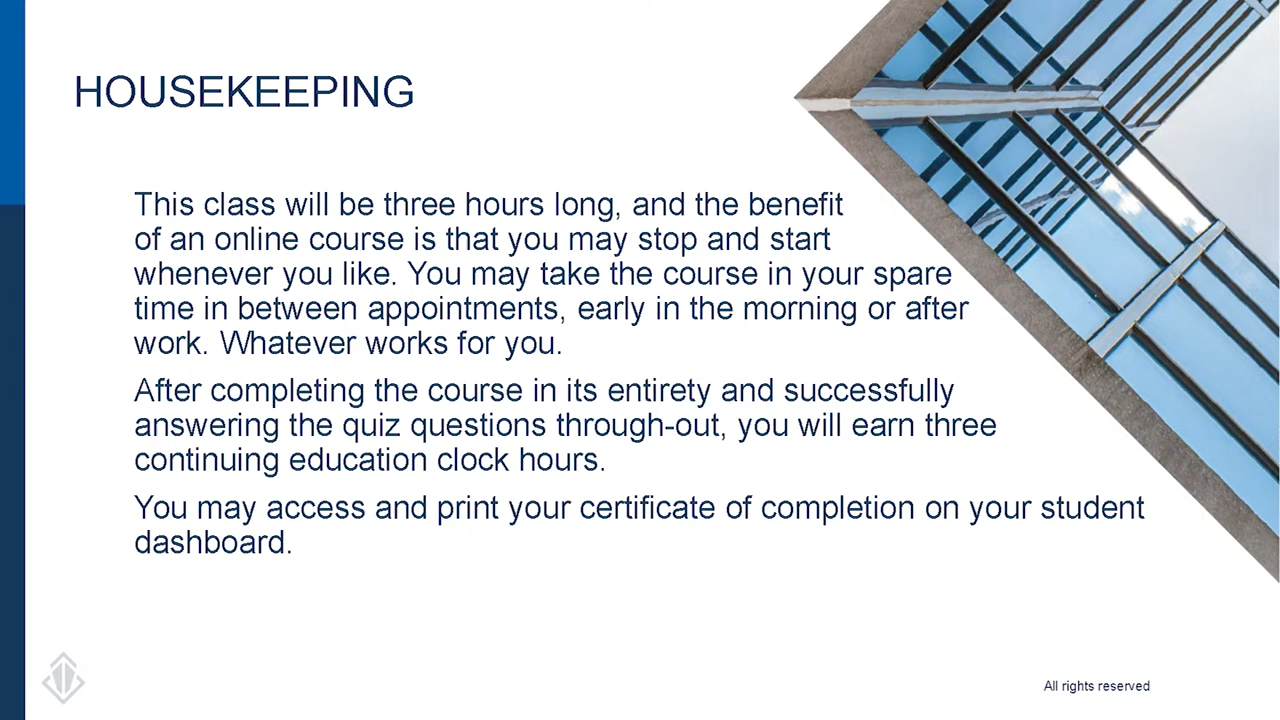 HOUSEKEEPING
This class will be three hours long, and the benefit
of an online course is that you may stop and start
whenever you like. You may take the course in your spare
time in between appointments, early in the morning or after
work. Whatever works for you.
After completing the course in its entirety and successfully
answering the quiz questions through-out, you will earn three
continuing education clock hours.
You may access and print your certificate of completion on your student
dashboard.
All rights reserved